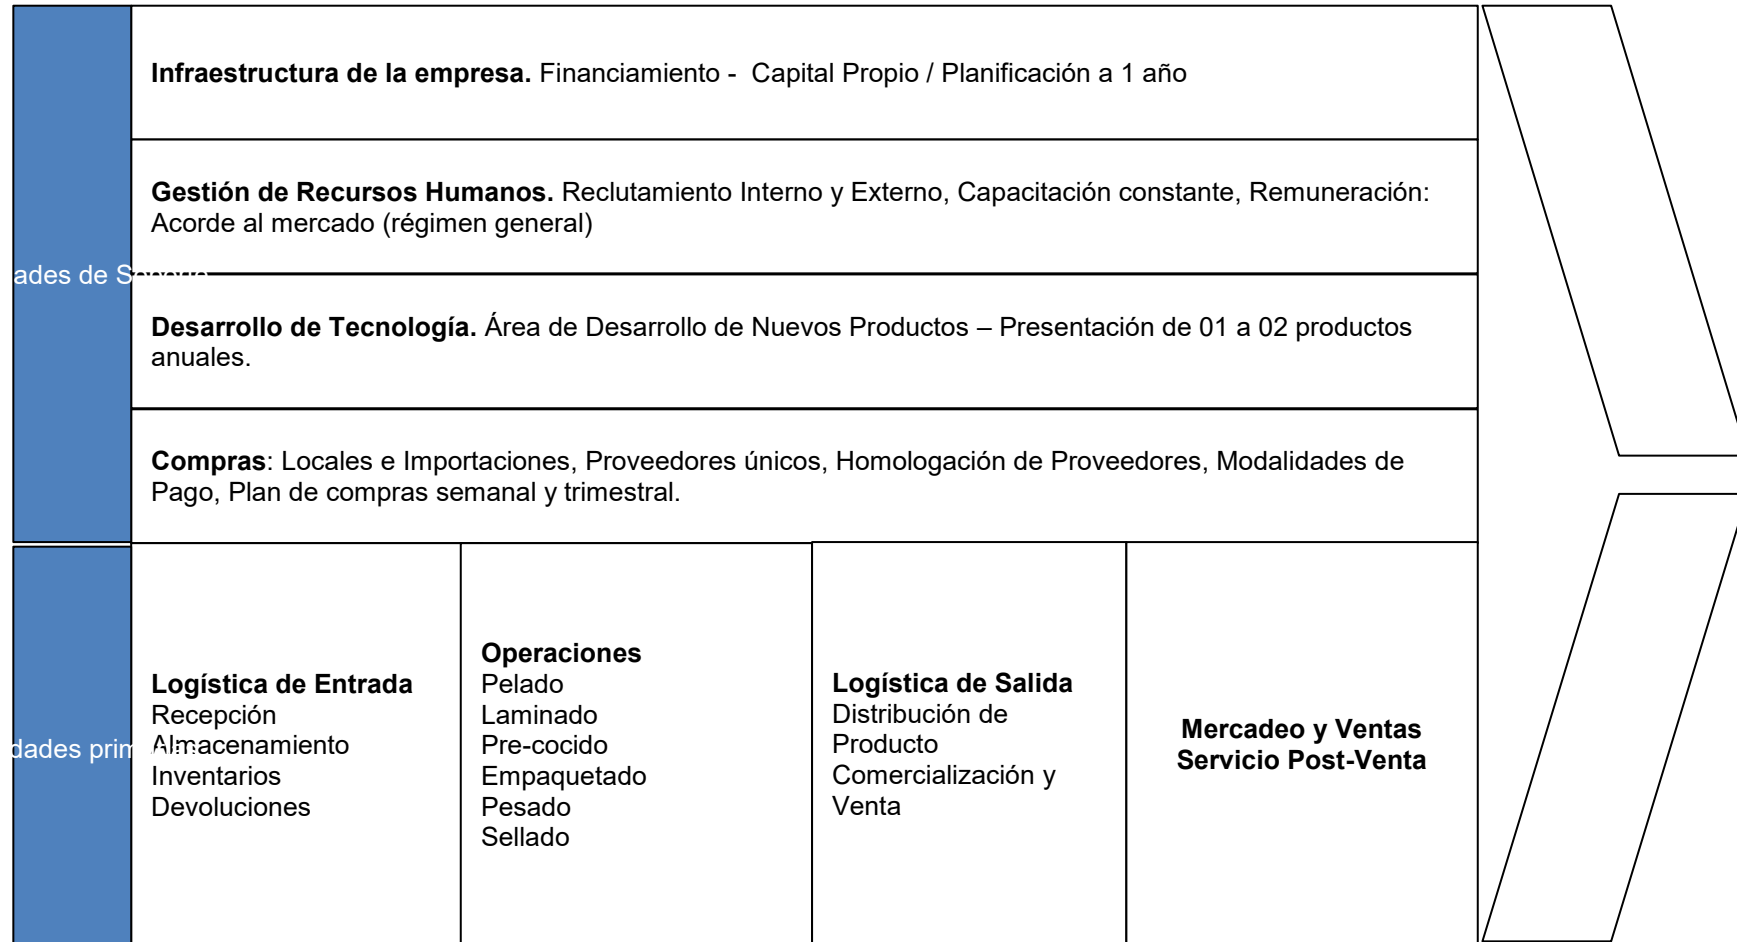 Infraestructura de la empresa. Financiamiento - Capital Propio / Planificación a 1 año
Gestión de Recursos Humanos. Reclutamiento Interno y Externo, Capacitación constante, Remuneración:
Acorde al mercado (régimen general)
ades de Soporte
Desarrollo de Tecnología. Área de Desarrollo de Nuevos Productos – Presentación de 01 a 02 productos
anuales.
Compras: Locales e Importaciones, Proveedores únicos, Homologación de Proveedores, Modalidades de
Pago, Plan de compras semanal y trimestral.
dades primarias
Logística de Entrada
Recepción
Almacenamiento
Inventarios
Devoluciones
Operaciones
Pelado
Laminado
Pre-cocido
Empaquetado
Pesado
Sellado
Logística de Salida
Distribución de
Producto
Comercialización y
Venta
Mercadeo y Ventas
Servicio Post-Venta